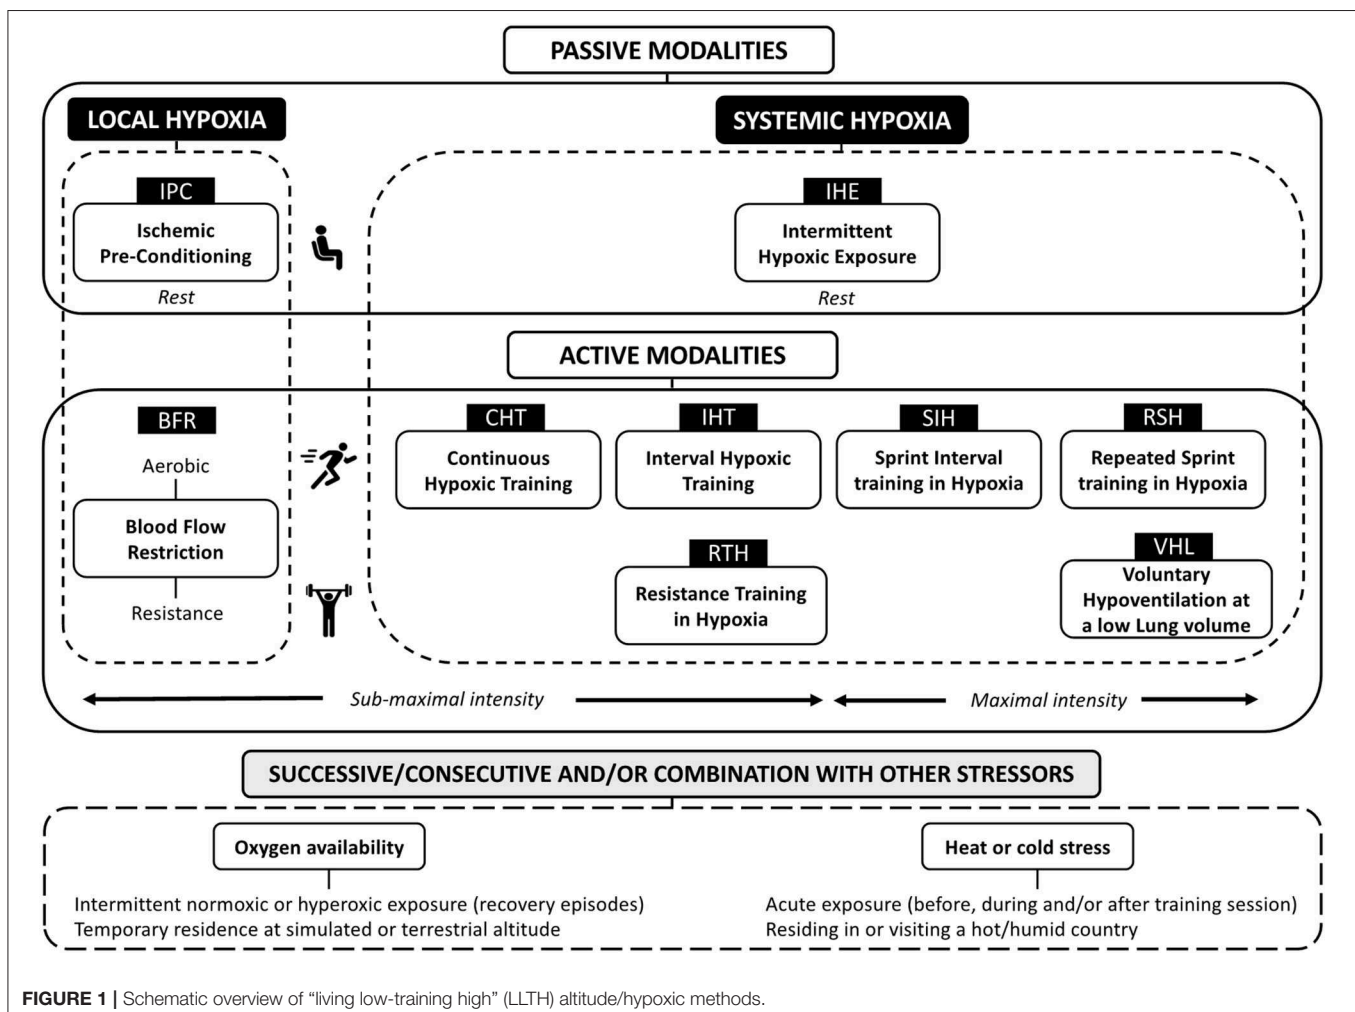 PASSIVE MODALITIES
LOCAL HYPOXIA
SYSTEMIC HYPOXIA
IPC
Ischemic
Pre-Conditioning
Rest
IHE
Intermittent
Hypoxic Exposure
Rest
ACTIVE MODALITIES
BFR
Aerobic
Blood Flow
Restriction
Resistance
CHT
Continuous
Hypoxic Training
IHT
Interval Hypoxic
Training
SIH
Sprint Interval
training in Hypoxia
RSH
Repeated Sprint
training in Hypoxia
RTH
Resistance Training
in Hypoxia
VHL
Voluntary
Hypoventilation at
a low Lung volume
Sub-maximal intensity
Maximal intensity
SUCCESSIVE/CONSECUTIVE AND/OR COMBINATION WITH OTHER STRESSORS
Oxygen availability
Intermittent normoxic or hyperoxic exposure (recovery episodes)
Temporary residence at simulated or terrestrial altitude
Heat or cold stress
Acute exposure (before, during and/or after training session)
Residing in or visiting a hot/humid country
FIGURE 1 | Schematic overview of “living low-training high” (LLTH) altitude/hypoxic methods.